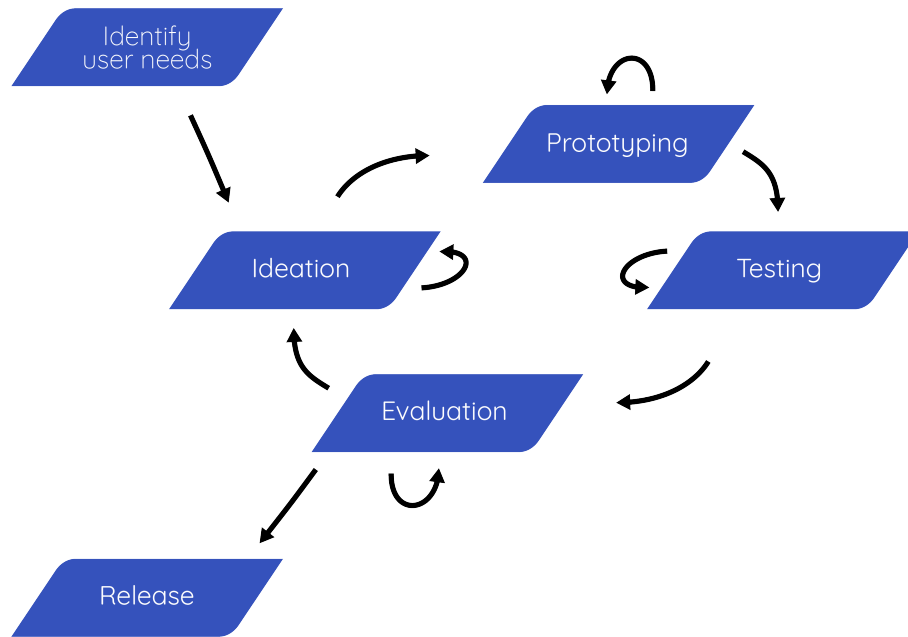 Identify
user needs
Prototyping
Ideation
Testing
Evaluation
Release